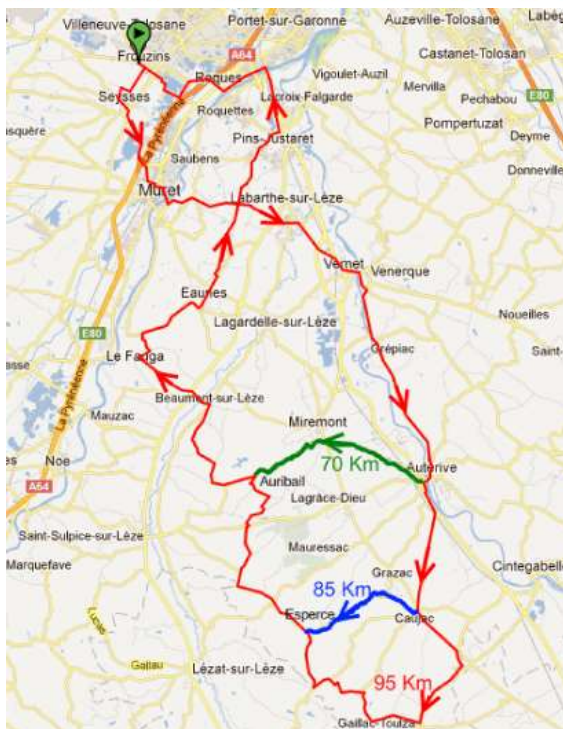 Villeneuve-Tolosane
Portet-sur-Garonne
Auzeville-Tolosane
Labèg
Frouzins
A64
Castanet-Tolosan
Roques
Vigoulet-Auzil
Seysses
Mervilla
Pechabou
E80
Lacroix-Falgarde
Roquettes
Pompertuzat
Deyme
La Pyrénéenne
Pins-Justaret
Donneville
Saubens
Muret
Labarthe-sur-Lèze
Vernet
Venerque
Eaunes
Noueilles
Lagardelle-sur-Lèze
E80
Grépiac
Saint-
Le Fauga
La Pyrénéenne
Beaumont-sur-Lèze
Mauzac
Miremont
70 Km
Noe
Auterive
A64
Auribail
Lagrâce-Dieu
Saint-Sulpice-sur-Lèze
Mauressac
Marquefave
Cintegabelle
Grazac
85 Km
Esperce
Caujac
Lézat-sur-Lèze
95 Km
Gaillac-Toulza